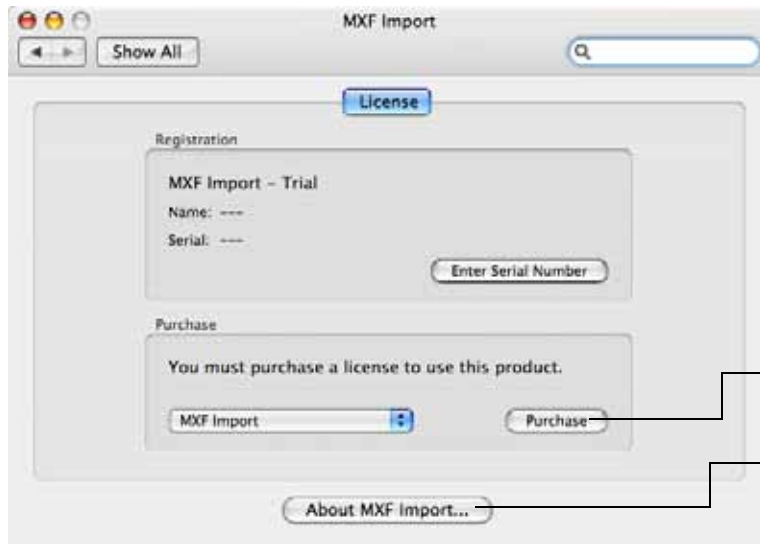 MXF Import
Show All
License
Registration
MXF Import – Trial
Name: ---
Serial: ---
Enter Serial Number
Purchase
You must purchase a license to use this product.
MXF Import
Purchase
About MXF Import...